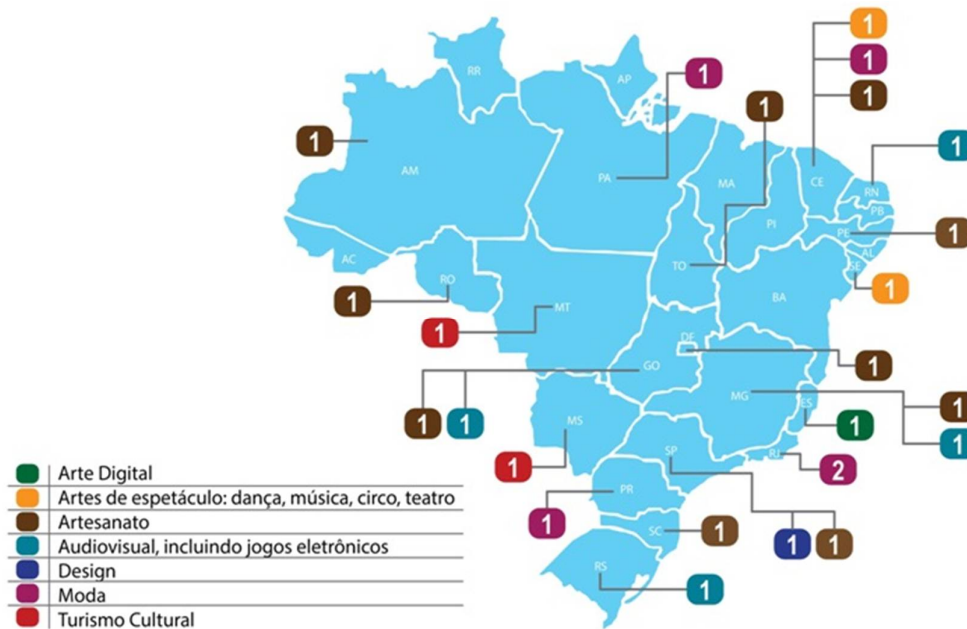 1
1
RR
AP
1
1
1
1
AM
PA
MA
CE
RN
1
PB
PI
PE
1
AC
TO
AL
SE
RO
BA
1
1
MT
1
DF
1
GO
MG
1
ES
1
1
MS
1
1
SP
RJ
2
1
PR
1
SC
1
1
1
RS
1
Arte Digital
Artes de espetáculo: dança, música, circo, teatro
Artesanato
Audiovisual, incluindo jogos eletrônicos
Design
Moda
Turismo Cultural